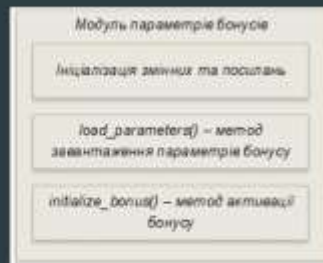 Модуль параметрів бонусів
Ініціалізація змінних та посилань
load_parameters() – метод
завантаження параметрів бонусу
initialize_bonus() – метод активації
бонусу